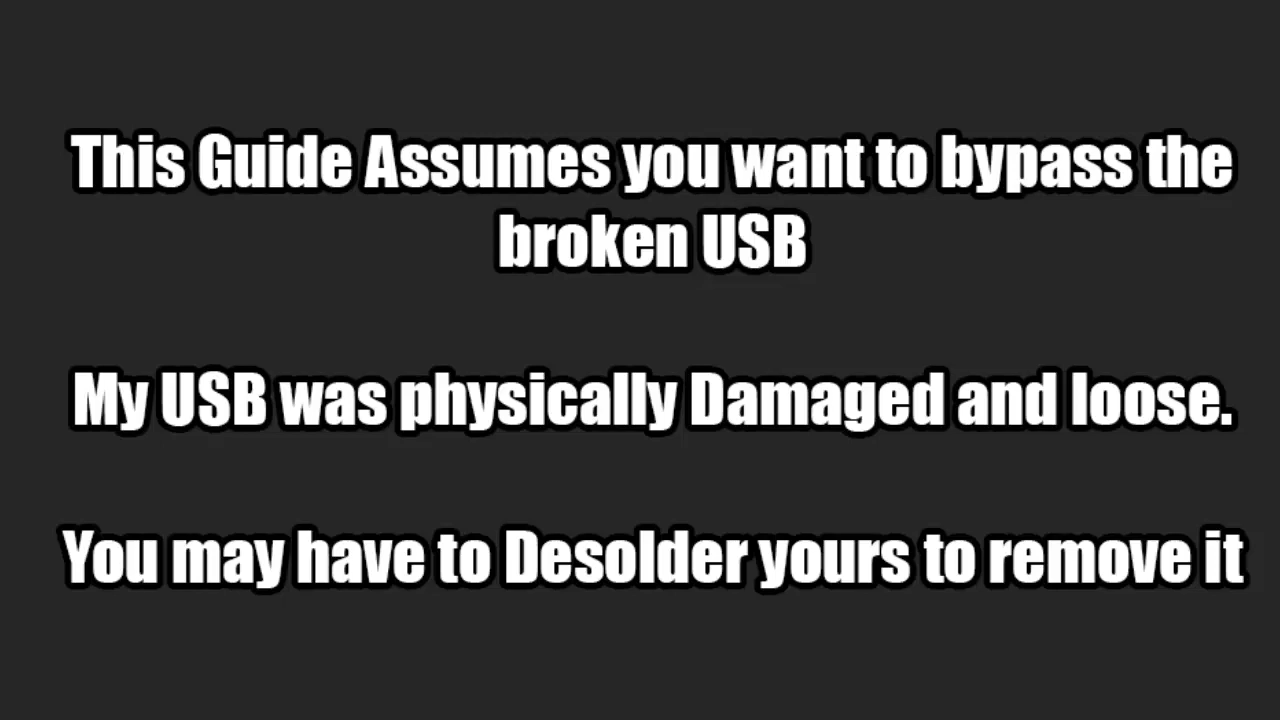 This Guide Assumes you want to bypass the
broken USB
My USB was physically Damaged and loose.
You may have to Desolder yours to remove it